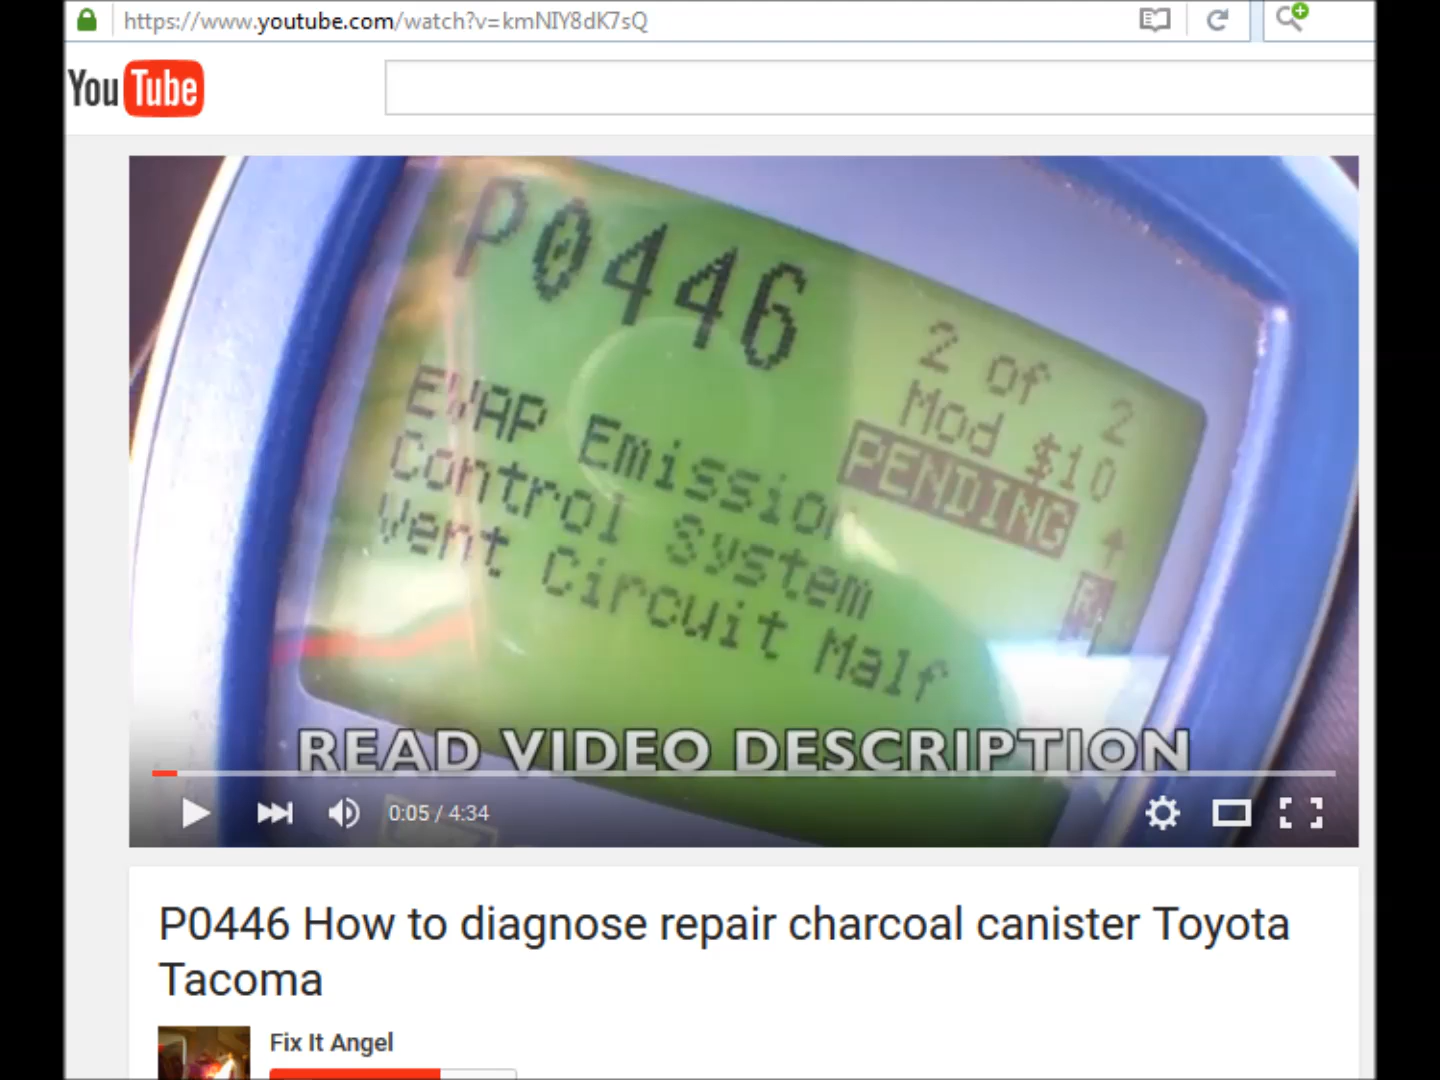 https://www.youtube.com/watch?v=kmNIY8dK7sQ
YouTube
P0446
2 of 2
Mod $10
PENDING
EVAP Emission
Control System
Vent Circuit Malf
READ VIDEO DESCRIPTION
0:05 / 4:34
P0446 How to diagnose repair charcoal canister Toyota
Tacoma
Fix It Angel